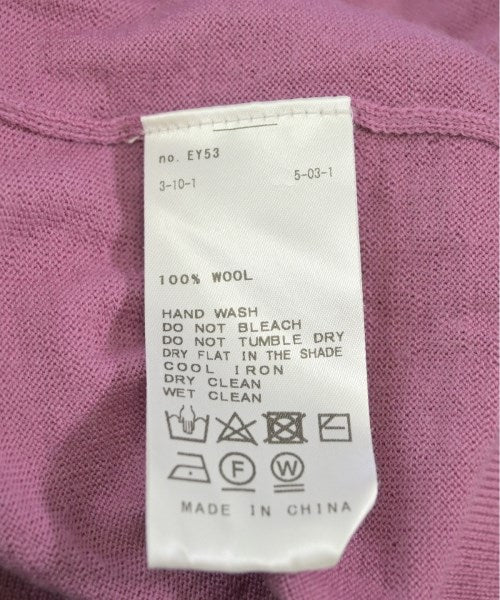 no. EY53
3-10-1 5-03-1
100% WOOL
HAND WASH
DO NOT BLEACH
DO NOT TUMBLE DRY
DRY FLAT IN THE SHADE
COOL IRON
DRY CLEAN
WET CLEAN
F W
MADE IN CHINA